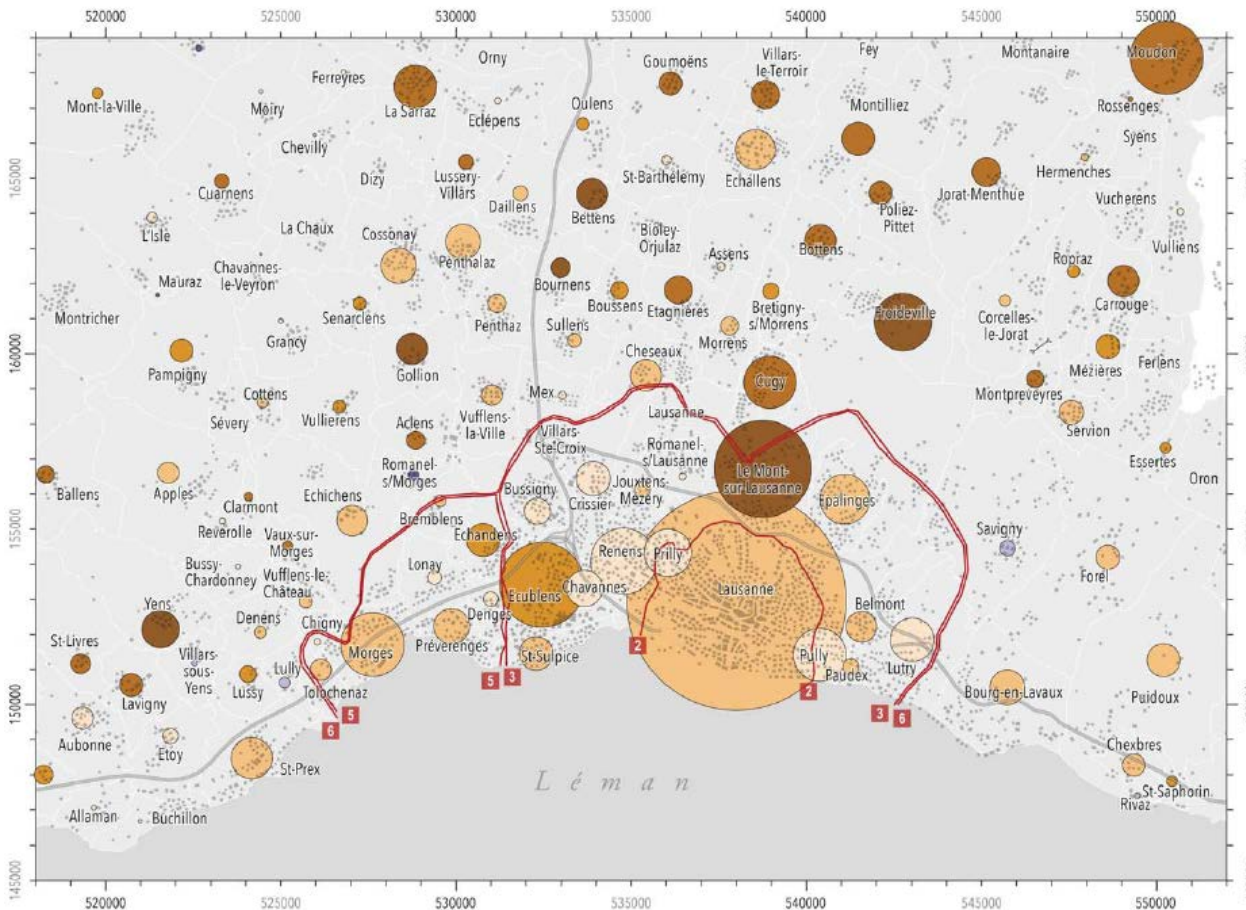 520000 525000 530000 535000 540000 545000 550000
Orny
Goumoëns
Villars-
le-Terroir
Fey
Montanaire
Moudon
Ferreyres
Mont-la-Ville
Moiry
La Sarraz
Eclépens
Oulens
Montilliez
Rossenges
Chevilly
Syens
165000
Dizy
Lussery-
Villars
St-Barthélemy
Echallens
Hermenches
Cuarnens
Daillens
Bettens
Poliez-
Pittet
Jorat-Menthue
Vucherens
L'Isle
La Chaux
Cossonay
Bioley-
Orjulaz
Bottens
Vulliens
Penthalaz
Assens
Ropraz
Mauraz
Chavannes-
le-Veyron
Bournens
Montricher
Senarclens
Penthaz
Boussens
Etagnières
Bretigny-
s/Morrens
Froideville
Corcelles-
le-Jorat
Carrouge
Sullens
Morrens
160000
Grancy
Pampigny
Gollion
Cheseaux
Mézières
Ferlens
Cottens
Mex
Cugy
Montpreveyres
Sévery
Vullierens
Aclens
Vufflens-
la-Ville
Lausanne
Servion
Villars-
Ste-Croix
Romanel-
s/Lausanne
Essertes
Romanel-
s/Morges
Le Mont-
sur Lausanne
Ballens
Apples
Echichens
Bussigny
Crissier
Jouxtens-
Mézery
Epalinges
Oron
Clarmont
Reverolle
Bremblens
155000
Vaux-sur-
Morges
Echandens
Renens
Prilly
Savigny
Bussy-
Chardonney
Vufflens-le-
Château
Lonay
Ecublens
Chavannes
Lausanne
Forel
Yens
Denens
Chigny
Denges
Belmont
St-Livres
Villars-
sous-
Yens
Morges
Préverenges
St-Sulpice
2
Pully
Lutry
Lully
5 3
2
Paudex
Lavigny
Lussy
Tolochenaz
Bourg-en-Lavaux
Puidoux
150000
5
6
3
6
Aubonne
Etoy
St-Prex
Chexbres
Léman
St-Saphorin
Rivaz
Allaman
Buchillon
145000
520000 525000 530000 535000 540000 545000 550000